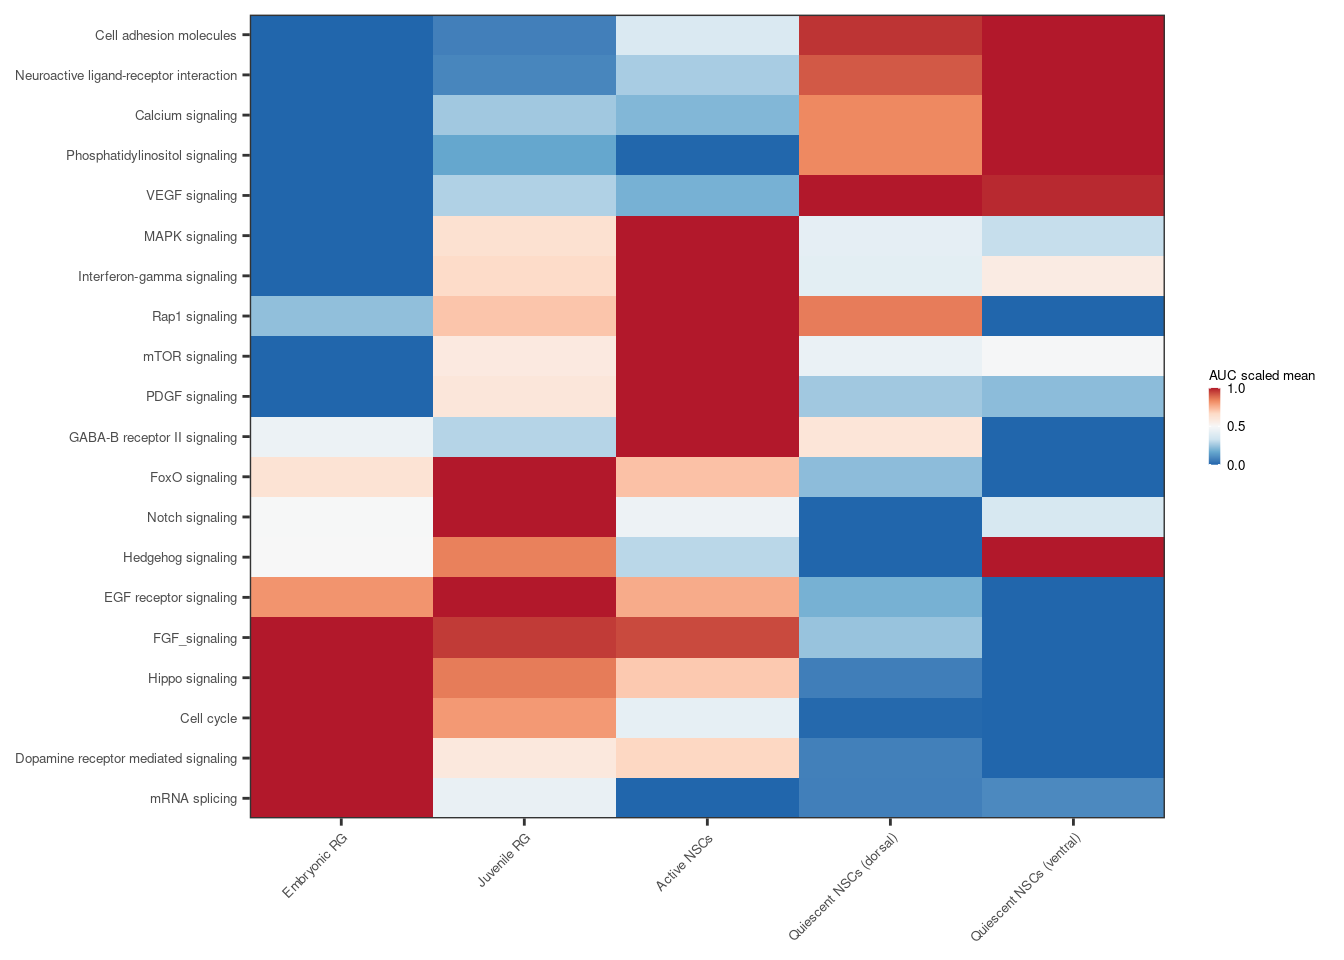 Cell adhesion molecules
Neuroactive ligand-receptor interaction
Calcium signaling
Phosphatidylinositol signaling
VEGF signaling
MAPK signaling
Interferon-gamma signaling
Rap1 signaling
mTOR signaling
PDGF signaling
GABA-B receptor II signaling
FoxO signaling
Notch signaling
Hedgehog signaling
EGF receptor signaling
FGF_signaling
Hippo signaling
Cell cycle
Dopamine receptor mediated signaling
mRNA splicing
Embryonic RG
Juvenile RG
Active NSCs
Quiescent NSCs (dorsal)
Quiescent NSCs (ventral)
AUC scaled mean
1.0
0.5
0.0